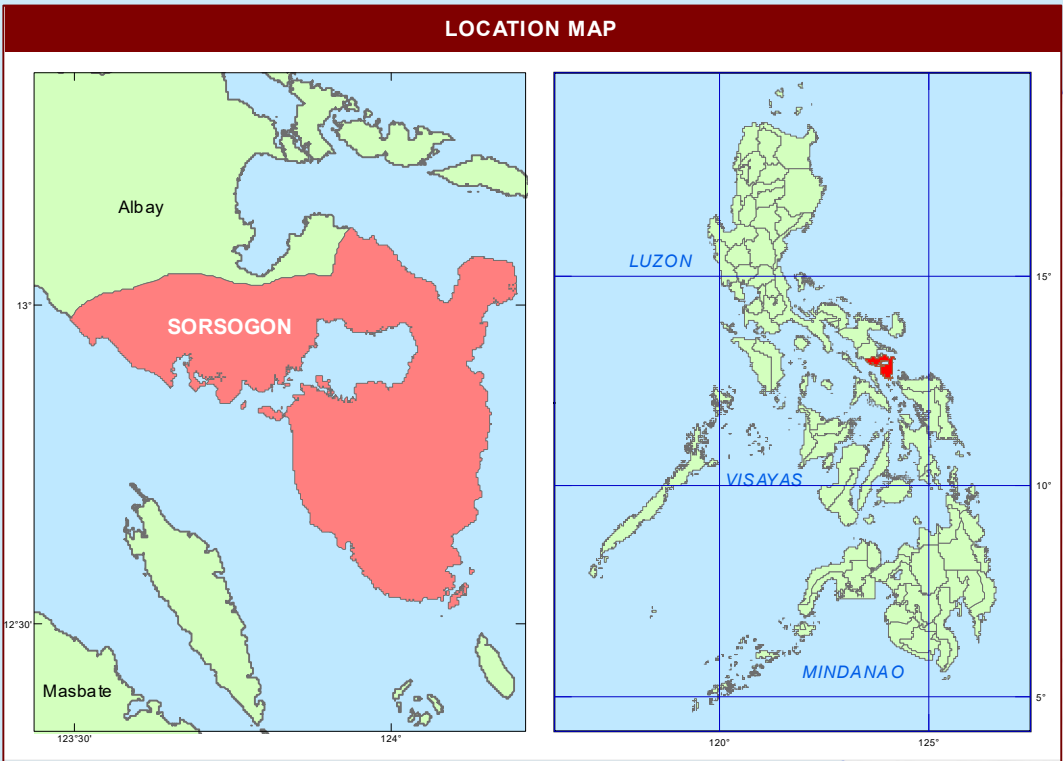 LOCATION MAP
Albay
SORSOGON
Masbate
13°
12°30'
123°30'
124°
LUZON
VISAYAS
MINDANAO
15°
10°
5°
120°
125°